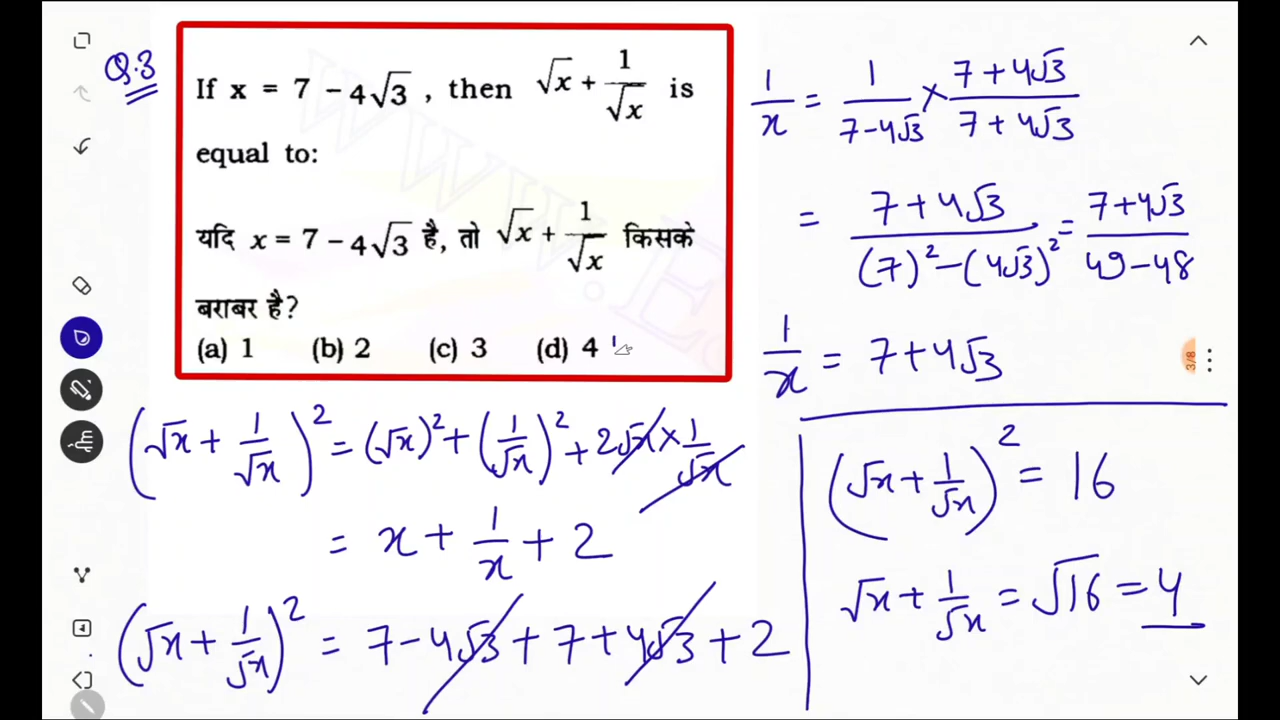 Q.3
If x = 7 − 4√3 , then √x + 1/√x is
equal to:
यदि x = 7 − 4√3 है, तो √x + 1/√x किसके
बराबर है?
(a) 1 (b) 2 (c) 3 (d) 4
1/x = 1/(7−4√3) × (7+4√3)/(7+4√3)
= (7+4√3)/((7)²−(4√3)²) = (7+4√3)/(49−48)
1/x = 7+4√3
(√x + 1/√x)² = (√x)² + (1/√x)² + 2√x × 1/√x
= x + 1/x + 2
(√x + 1/√x)² = 7−4√3 + 7+4√3 + 2
(√x + 1/√x)² = 16
√x + 1/√x = √16 = 4
3/8